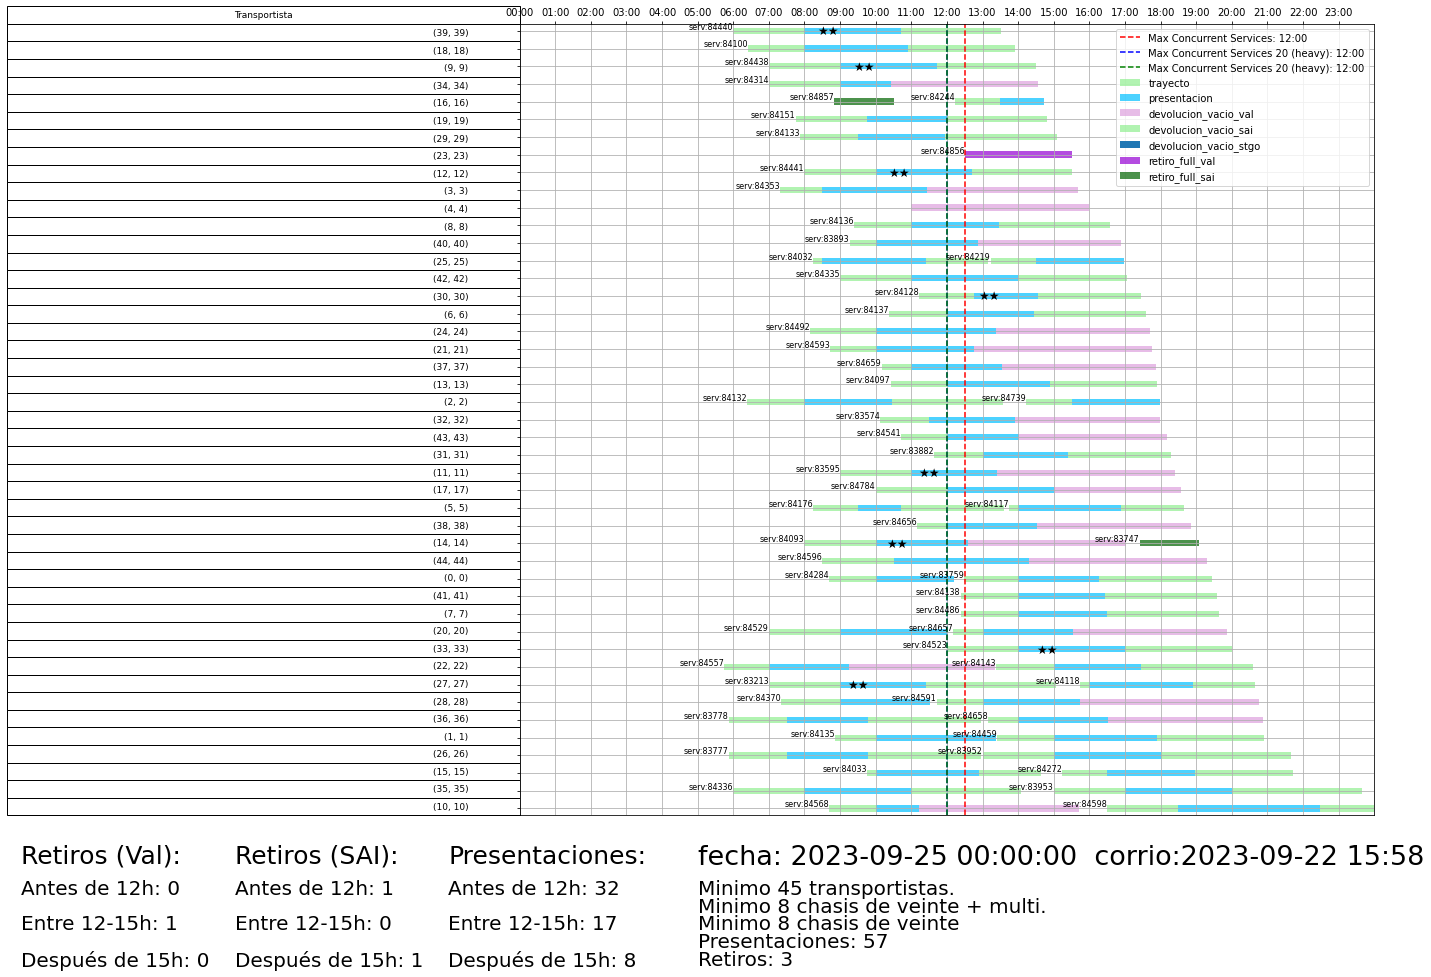 Transportista
00:00 01:00 02:00 03:00 04:00 05:00 06:00 07:00 08:00 09:00 10:00 11:00 12:00 13:00 14:00 15:00 16:00 17:00 18:00 19:00 20:00 21:00 22:00 23:00
Max Concurrent Services: 12:00
Max Concurrent Services 20 (heavy): 12:00
Max Concurrent Services 20 (heavy): 12:00
trayecto
presentacion
devolucion_vacio_val
devolucion_vacio_sai
devolucion_vacio_stgo
retiro_full_val
retiro_full_sai
(39, 39) serv:84440
(18, 18) serv:84100
(9, 9) serv:84438
(34, 34) serv:84314
(16, 16) serv:84857 serv:84244
(19, 19) serv:84151
(29, 29) serv:84133
(23, 23) serv:84856
(12, 12) serv:84441
(3, 3) serv:84353
(4, 4)
(8, 8) serv:84136
(40, 40) serv:83893
(25, 25) serv:84032 serv:84219
(42, 42) serv:84335
(30, 30) serv:84128
(6, 6) serv:84137
(24, 24) serv:84492
(21, 21) serv:84593
(37, 37) serv:84659
(13, 13) serv:84097
(2, 2) serv:84132 serv:84739
(32, 32) serv:83574
(43, 43) serv:84541
(31, 31) serv:83882
(11, 11) serv:83595
(17, 17) serv:84784
(5, 5) serv:84176 serv:84117
(38, 38) serv:84656
(14, 14) serv:84093 serv:83747
(44, 44) serv:84596
(0, 0) serv:84284 serv:83759
(41, 41) serv:84138
(7, 7) serv:84486
(20, 20) serv:84529 serv:84657
(33, 33) serv:84523
(22, 22) serv:84557 serv:84143
(27, 27) serv:83213 serv:84118
(28, 28) serv:84370 serv:84591
(36, 36) serv:83778 serv:84658
(1, 1) serv:84135 serv:84459
(26, 26) serv:83777 serv:83952
(15, 15) serv:84033 serv:84272
(35, 35) serv:84336 serv:83953
(10, 10) serv:84568 serv:84598
Retiros (Val):
Antes de 12h: 0
Entre 12-15h: 1
Después de 15h: 0
Retiros (SAI):
Antes de 12h: 1
Entre 12-15h: 0
Después de 15h: 1
Presentaciones:
Antes de 12h: 32
Entre 12-15h: 17
Después de 15h: 8
fecha: 2023-09-25 00:00:00 corrio:2023-09-22 15:58
Minimo 45 transportistas.
Minimo 8 chasis de veinte + multi.
Minimo 8 chasis de veinte
Presentaciones: 57
Retiros: 3